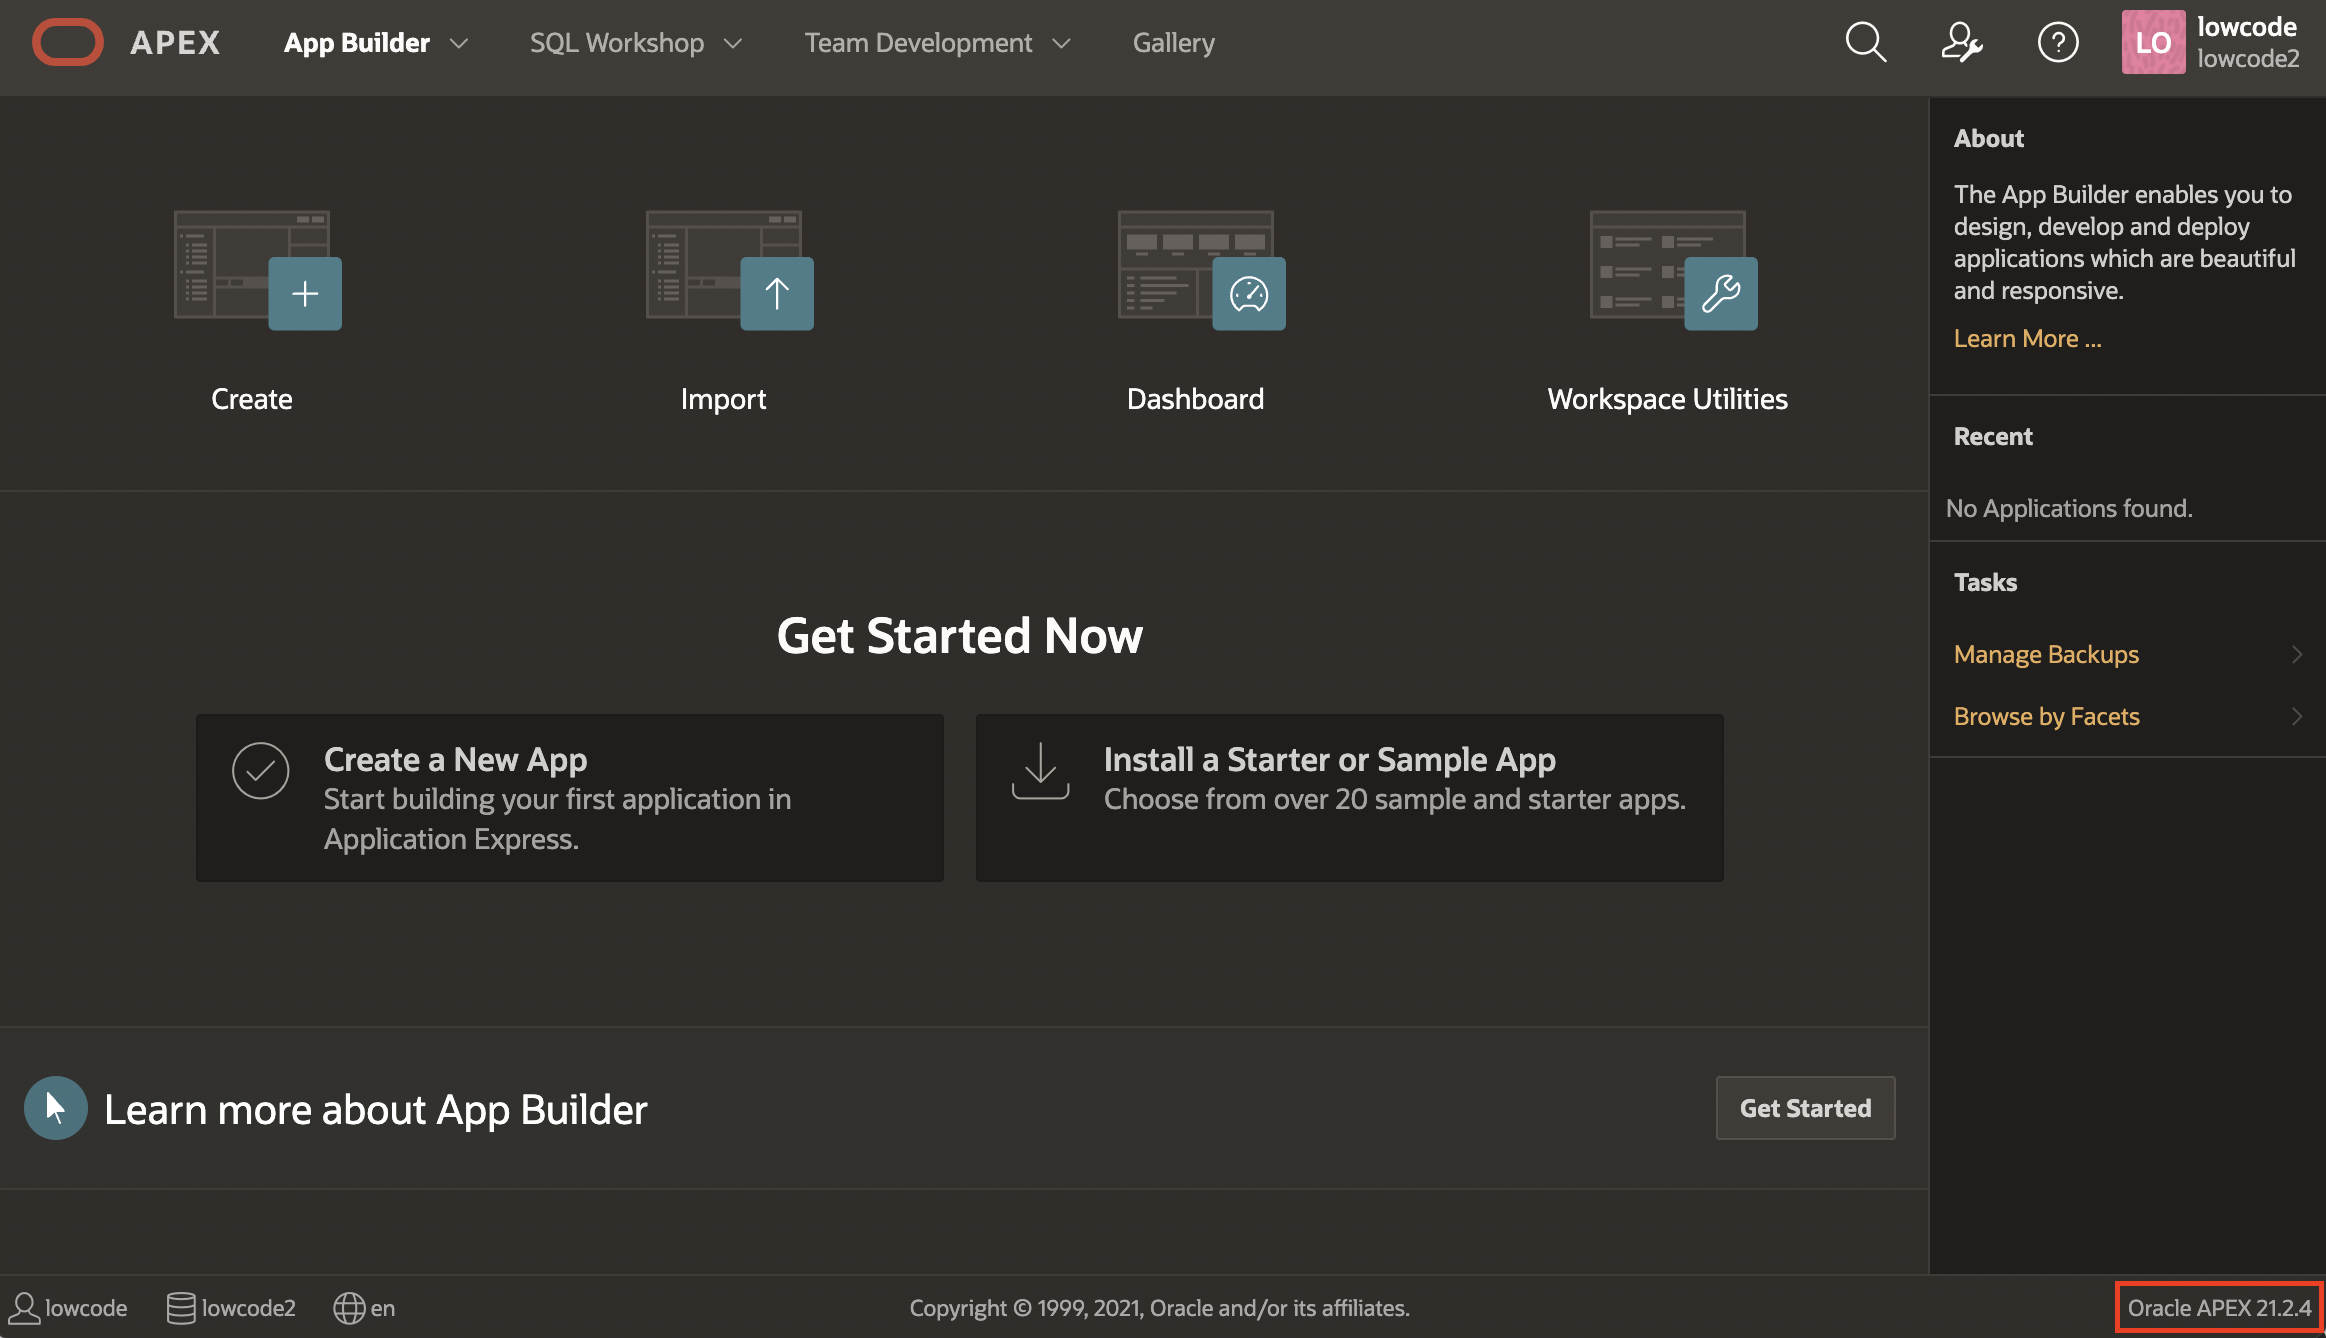 APEX App Builder SQL Workshop Team Development Gallery
LO lowcode
lowcode2
Create
Import
Dashboard
Workspace Utilities
Get Started Now
Create a New App
Start building your first application in
Application Express.
Install a Starter or Sample App
Choose from over 20 sample and starter apps.
Learn more about App Builder
Get Started
About
The App Builder enables you to
design, develop and deploy
applications which are beautiful
and responsive.
Learn More ...
Recent
No Applications found.
Tasks
Manage Backups
Browse by Facets
lowcode lowcode2 en
Copyright © 1999, 2021, Oracle and/or its affiliates.
Oracle APEX 21.2.4